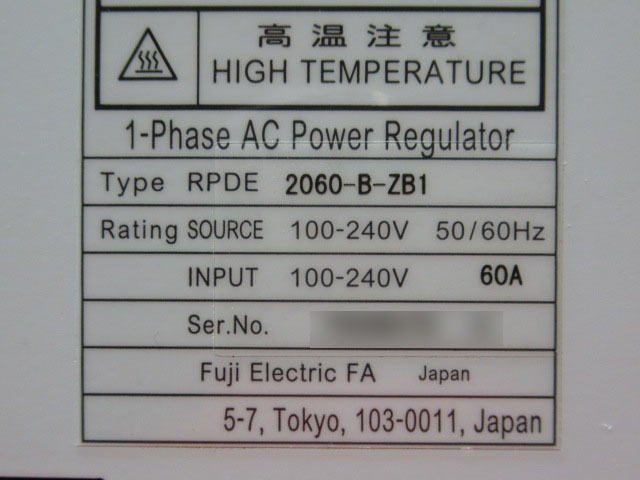 高温注意
HIGH TEMPERATURE
1-Phase AC Power Regulator
Type RPDE 2060-B-ZB1
Rating SOURCE 100-240V 50/60Hz
INPUT 100-240V 60A
Ser.No.
Fuji Electric FA Japan
5-7, Tokyo, 103-0011, Japan